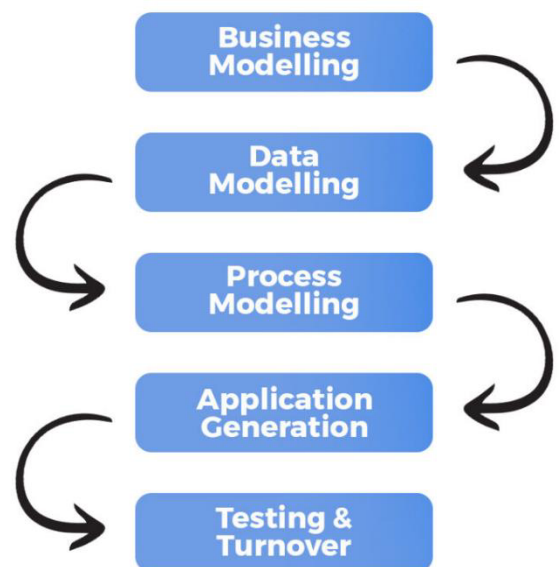 Business
Modelling
Data
Modelling
Process
Modelling
Application
Generation
Testing &
Turnover